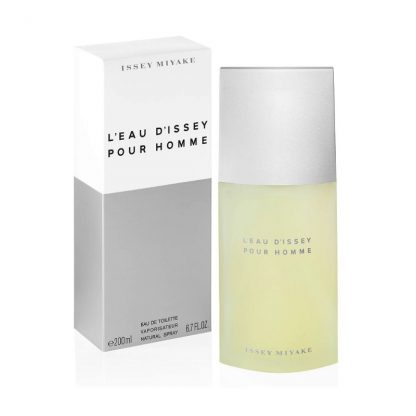 ISSEY MIYAKE
L'EAU D'ISSEY
POUR HOMME
EAU DE TOILETTE
VAPORISATEUR
NATURAL SPRAY
℮200ml
6.7 FL.OZ.
L'EAU D'ISSEY
POUR HOMME
ISSEY MIYAKE